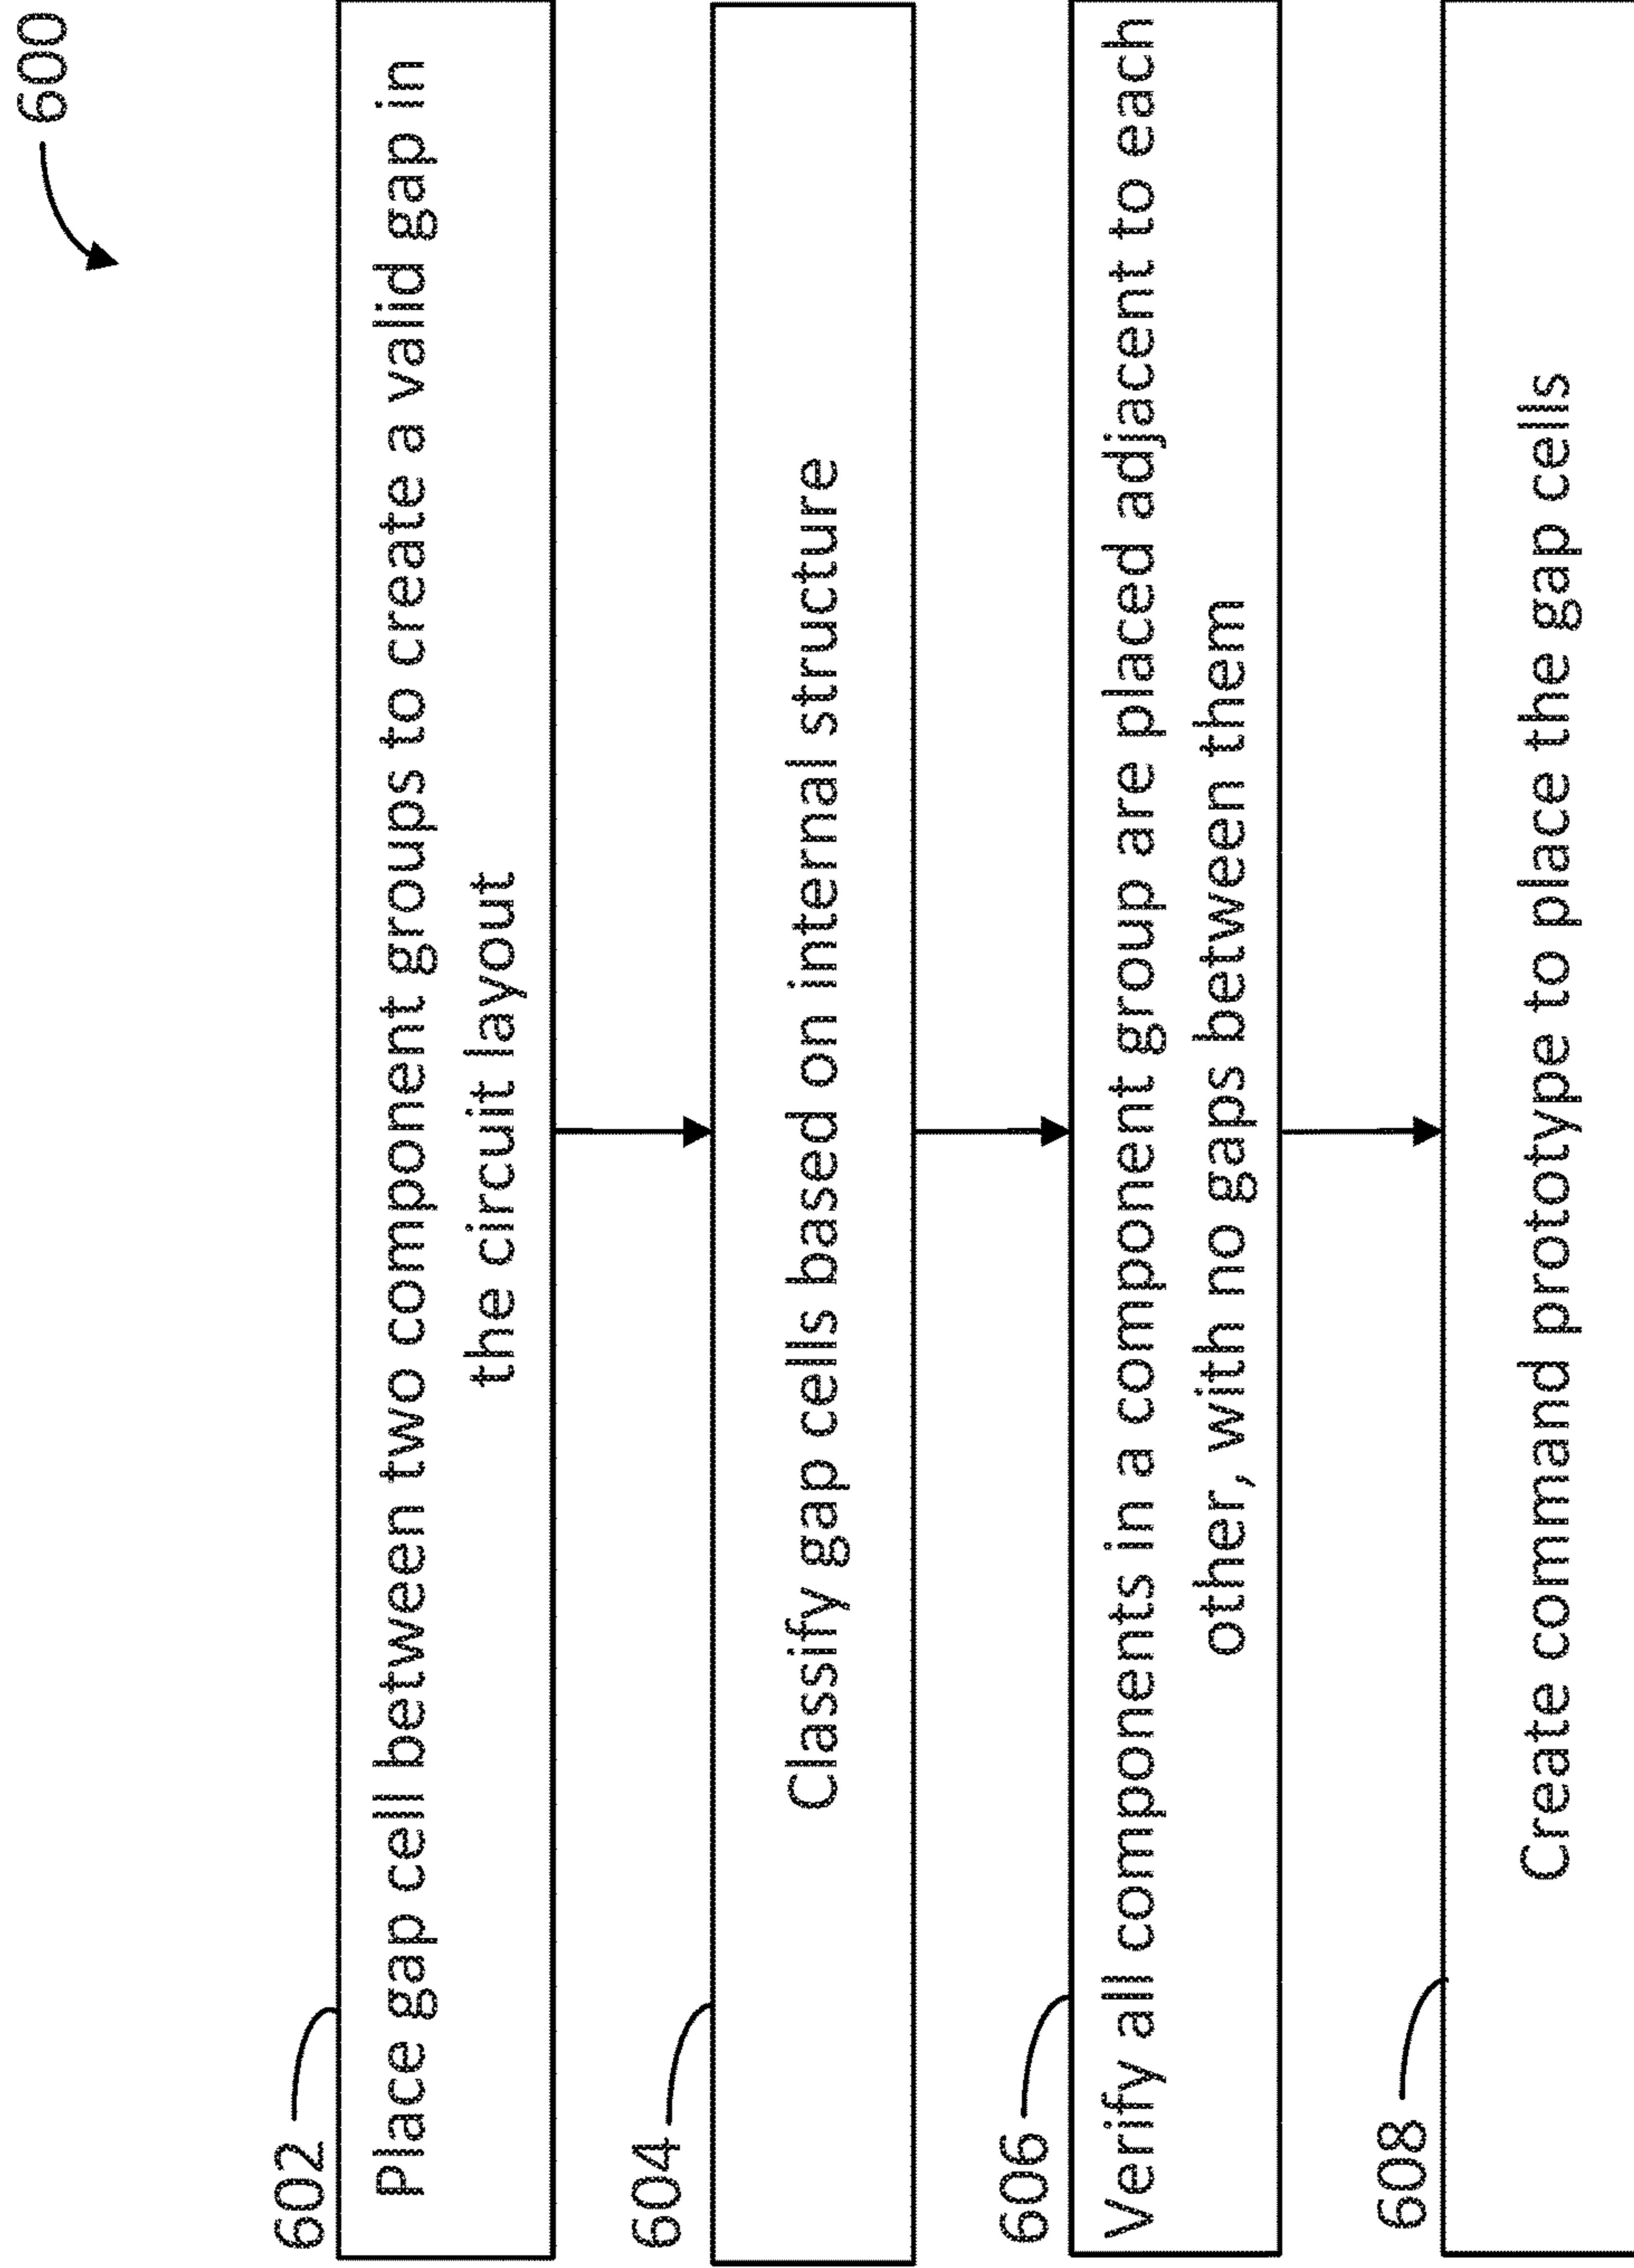 600
602
Place gap cell between two component groups to create a valid gap in
the circuit layout
604
Classify gap cells based on internal structure
606
Verify all components in a component group are placed adjacent to each
other, with no gaps between them
608
Create command prototype to place the gap cells